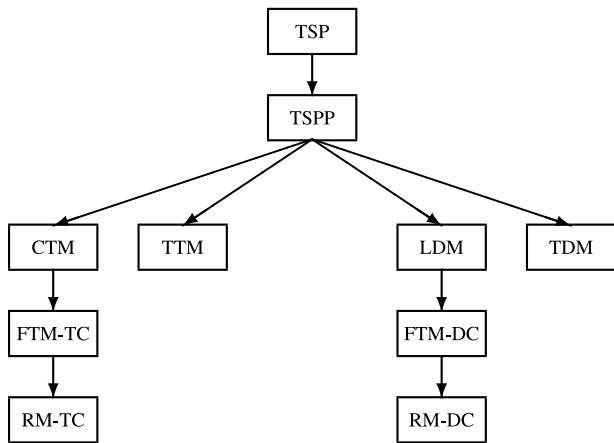 TSP
TSPP
CTM
TTM
LDM
TDM
FTM-TC
FTM-DC
RM-TC
RM-DC